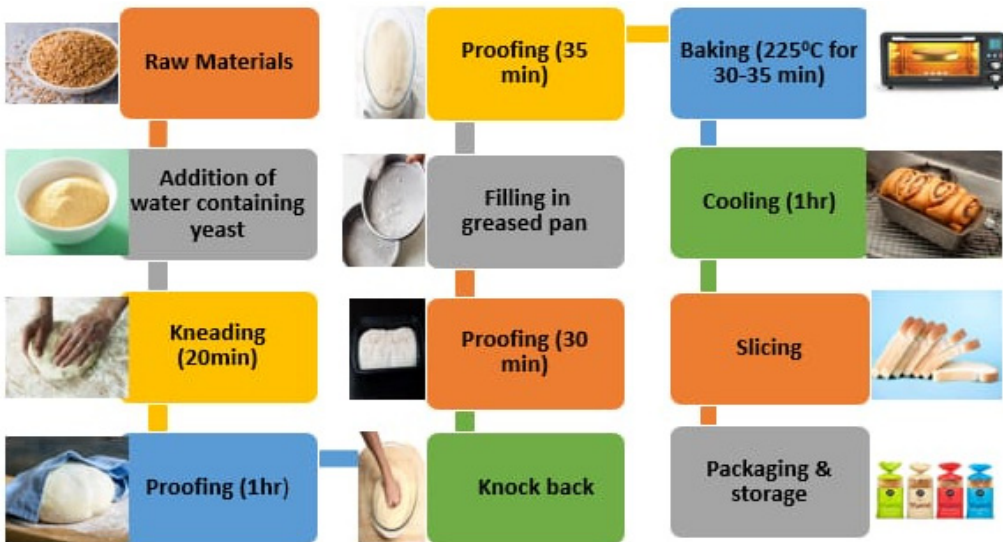 Raw Materials
Addition of
water containing
yeast
Kneading
(20min)
Proofing (1hr)
Knock back
Proofing (30
min)
Filling in
greased pan
Proofing (35
min)
Baking (225⁰C for
30-35 min)
Cooling (1hr)
Slicing
Packaging &
storage